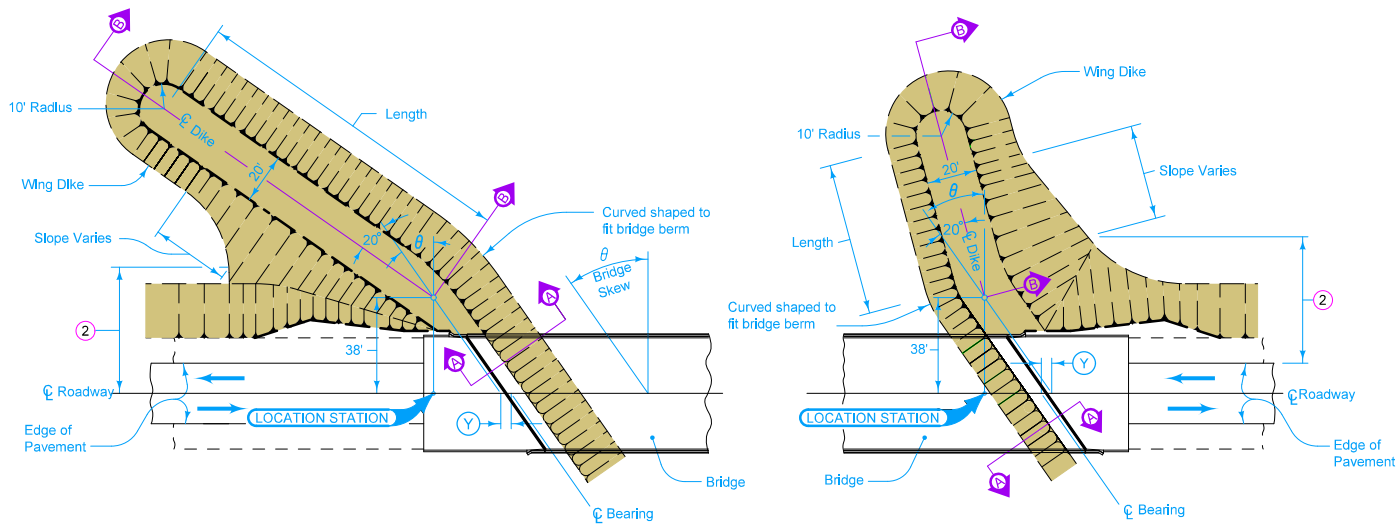 B
10' Radius
℄ Dike
Length
20'
Wing DIke
B
Slope Varies
20°
θ
Curved shaped to
fit bridge berm
θ
Bridge
Skew
A
2
38'
A
℄ Roadway
LOCATION STATION
Y
Edge of
Pavement
Bridge
℄ Bearing
B
Wing Dike
10' Radius
20'
Slope Varies
θ
Length
20°
℄ Dike
B
2
Curved shaped to
fit bridge berm
38'
Y
℄ Roadway
LOCATION STATION
A
Edge of
Pavement
Bridge
A
℄ Bearing